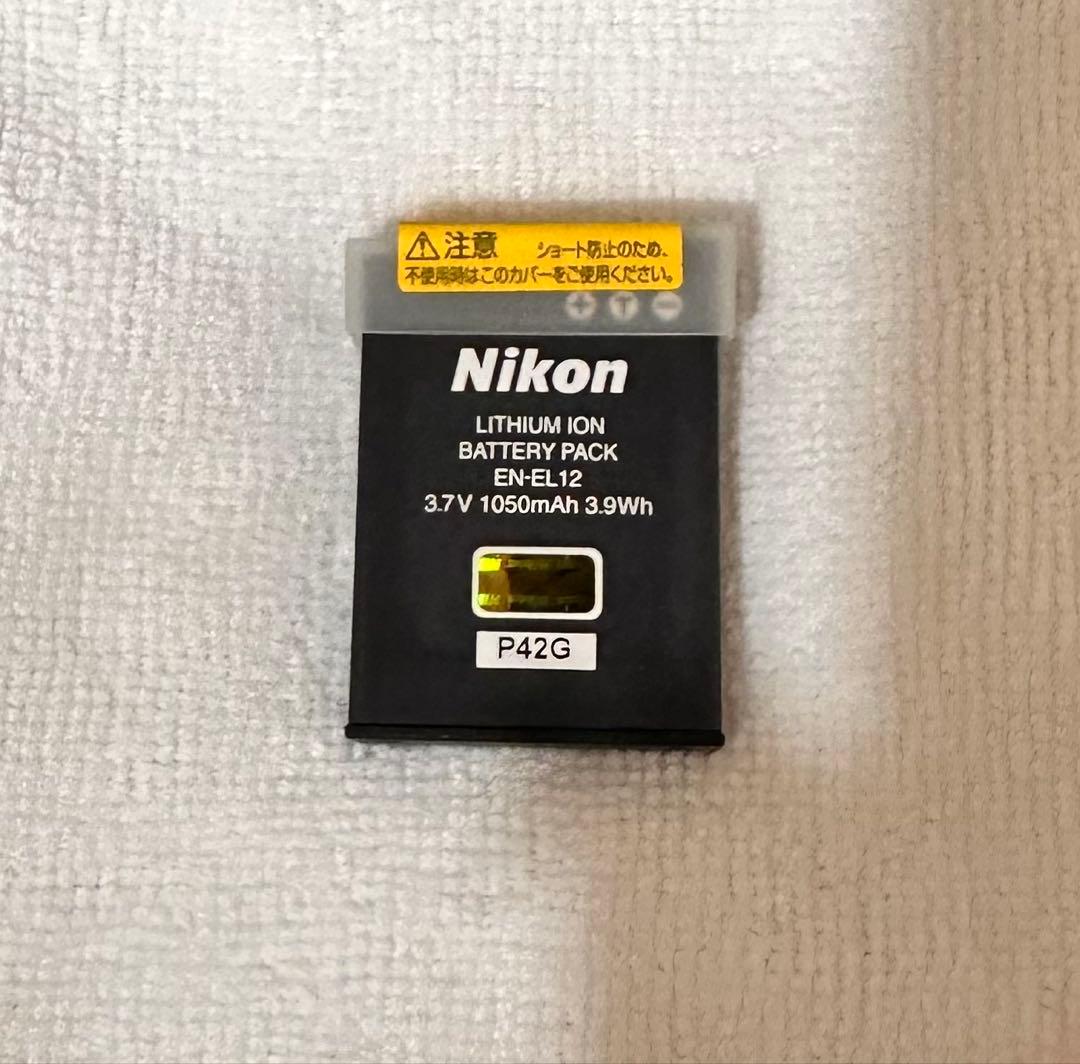 注意 ショート防止のため、
不使用時はこのカバーをご使用ください。
+ T −
Nikon
LITHIUM ION
BATTERY PACK
EN-EL12
3.7V 1050mAh 3.9Wh
P42G